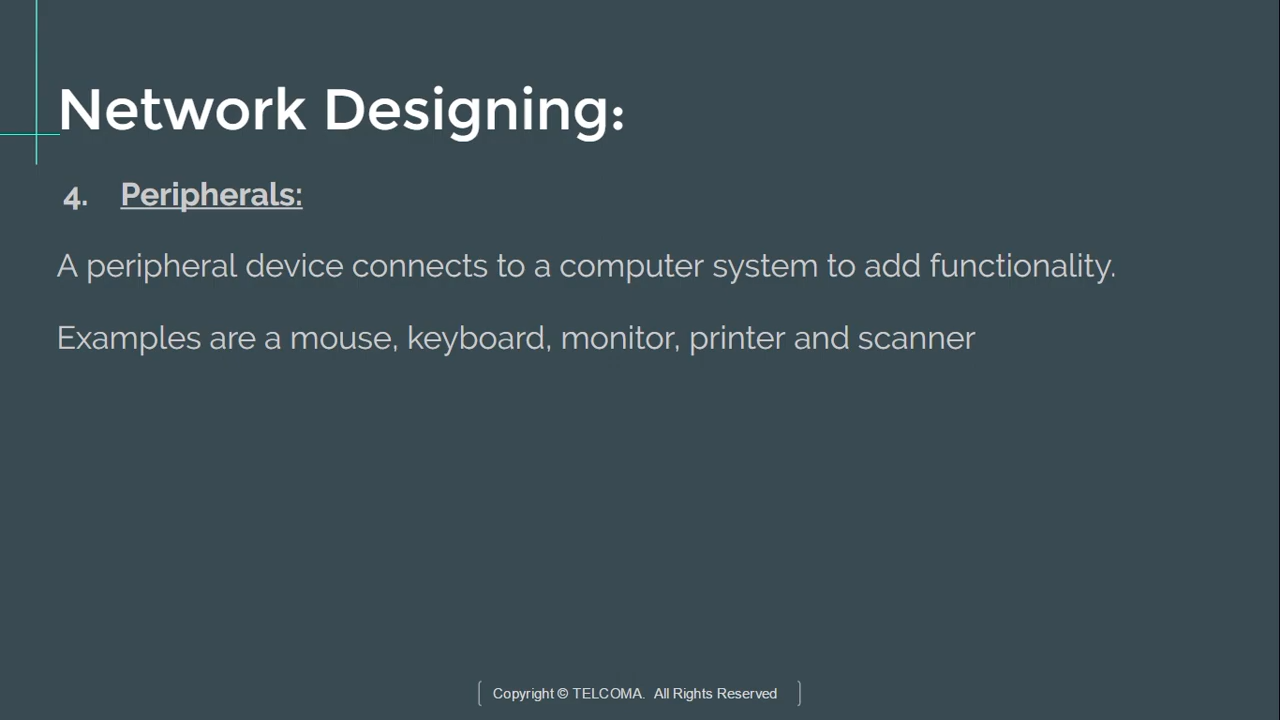 Network Designing:
4. Peripherals:
A peripheral device connects to a computer system to add functionality.
Examples are a mouse, keyboard, monitor, printer and scanner
Copyright © TELCOMA. All Rights Reserved